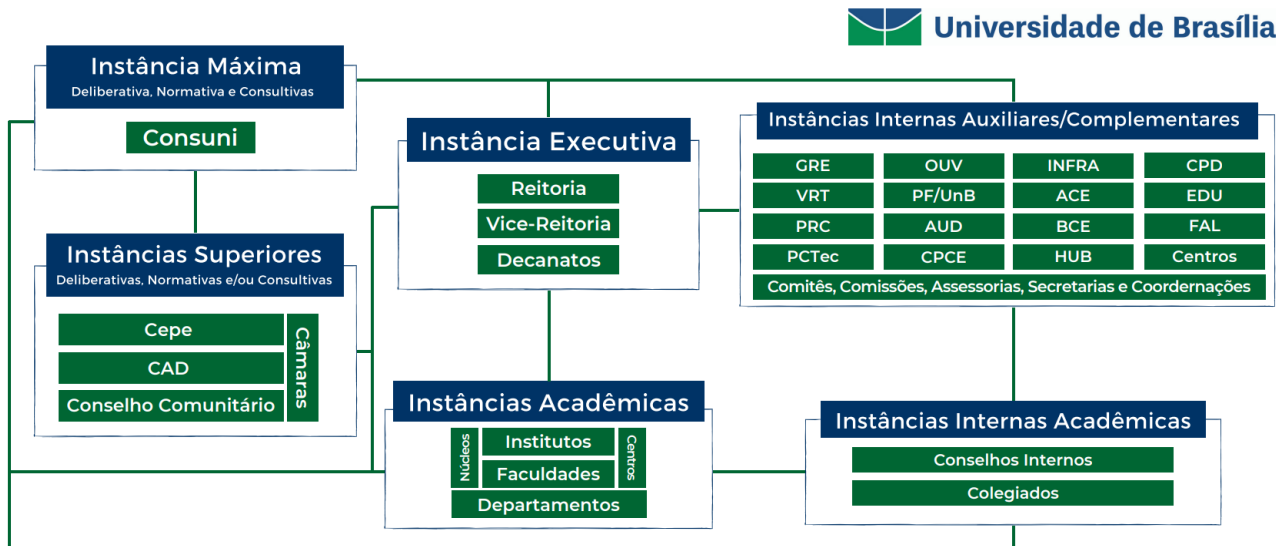 Universidade de Brasília
Instância Máxima
Deliberativa, Normativa e Consultivas
Consuni
Instância Executiva
Reitoria
Vice-Reitoria
Decanatos
Instâncias Internas Auxiliares/Complementares
GRE OUV INFRA CPD
VRT PF/UnB ACE EDU
PRC AUD BCE FAL
PCTec CPCE HUB Centros
Comitês, Comissões, Assessorias, Secretarias e Coordernações
Instâncias Superiores
Deliberativas, Normativas e/ou Consultivas
Cepe
CAD
Conselho Comunitário
Câmaras
Instâncias Acadêmicas
Núcleos
Institutos
Faculdades
Centros
Departamentos
Instâncias Internas Acadêmicas
Conselhos Internos
Colegiados